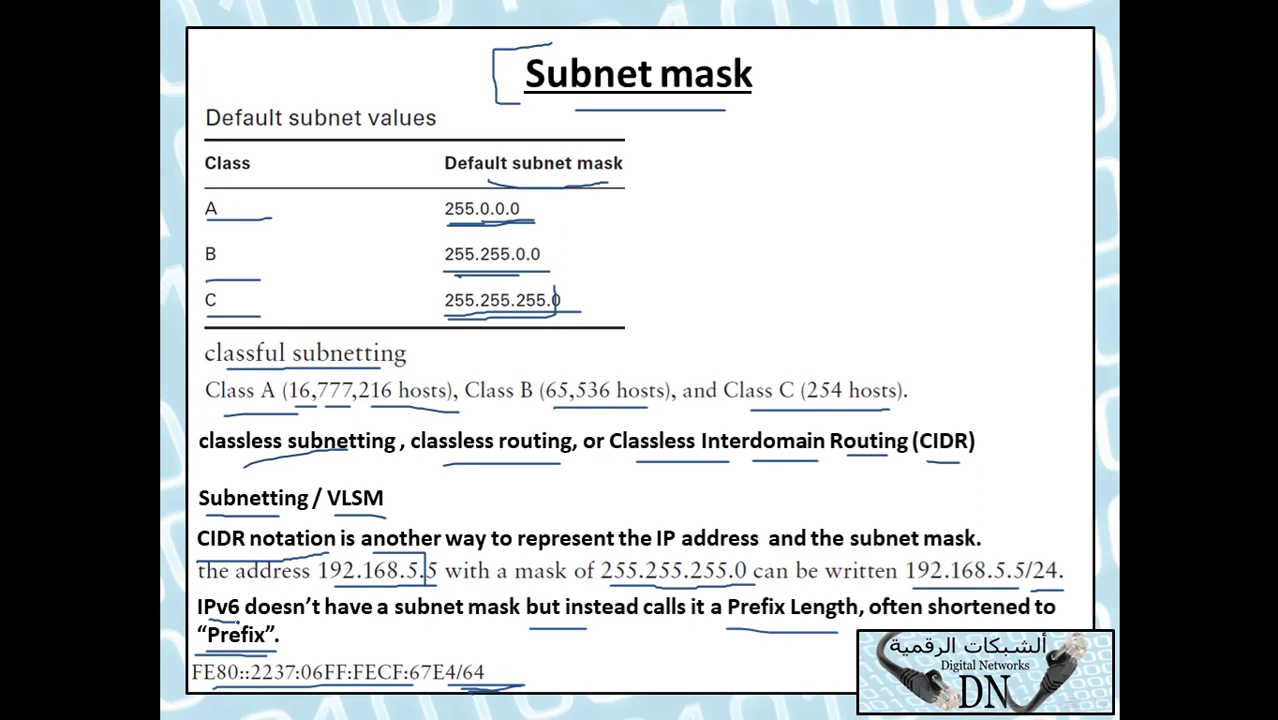 Subnet mask
Default subnet values
Class Default subnet mask
A 255.0.0.0
B 255.255.0.0
C 255.255.255.0
classful subnetting
Class A (16,777,216 hosts), Class B (65,536 hosts), and Class C (254 hosts).
classless subnetting , classless routing, or Classless Interdomain Routing (CIDR)
Subnetting / VLSM
CIDR notation is another way to represent the IP address and the subnet mask.
the address 192.168.5.5 with a mask of 255.255.255.0 can be written 192.168.5.5/24.
IPv6 doesn't have a subnet mask but instead calls it a Prefix Length, often shortened to
“Prefix”.
FE80::2237:06FF:FECF:67E4/64
ألشبكات الرقمية
Digital Networks
DN